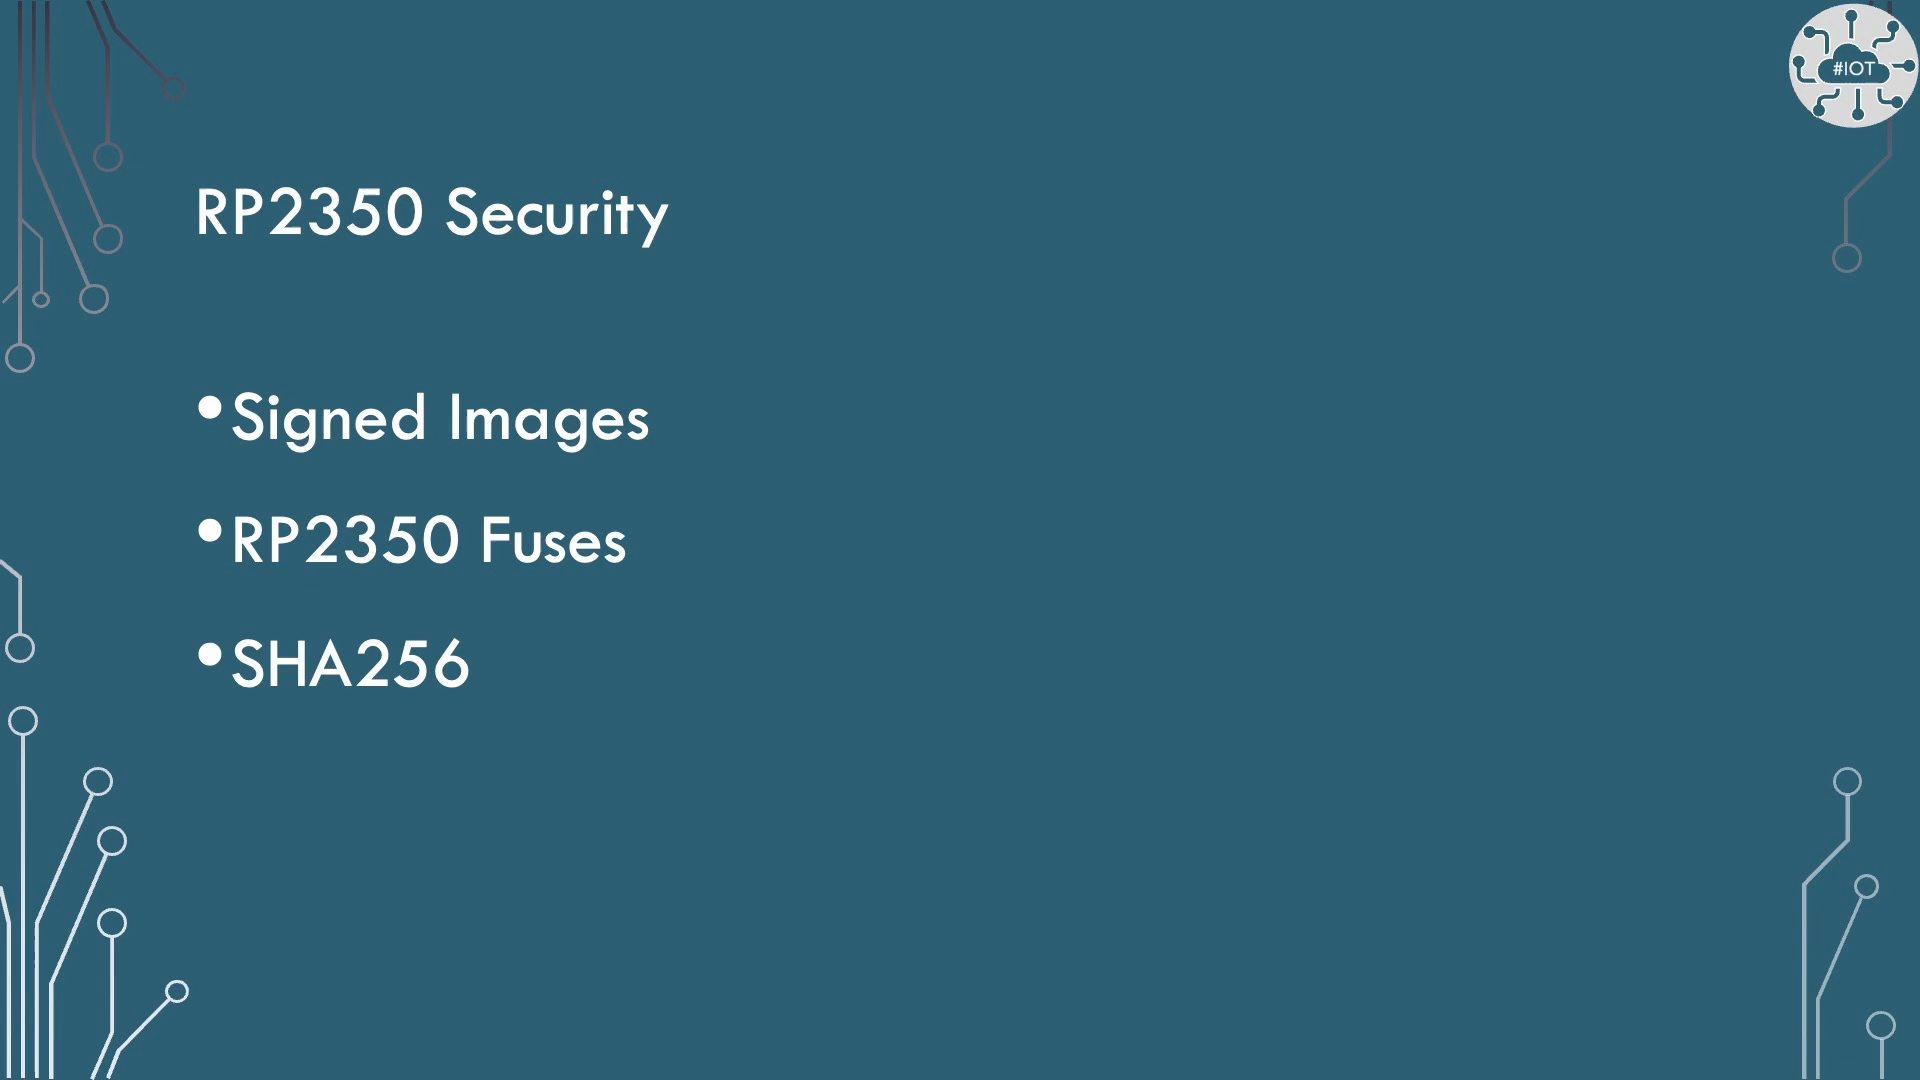 #IOT
RP2350 Security
•Signed Images
•RP2350 Fuses
•SHA256